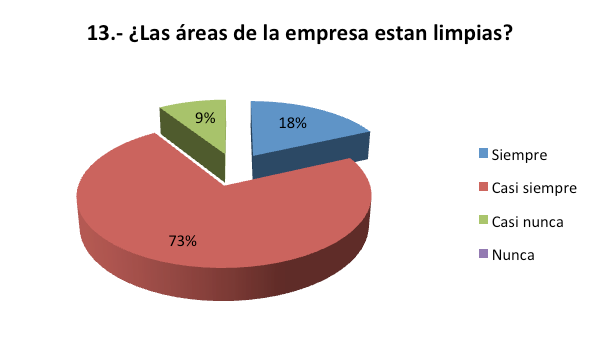 13.- ¿Las áreas de la empresa estan limpias?
9%
18%
73%
Siempre
Casi siempre
Casi nunca
Nunca